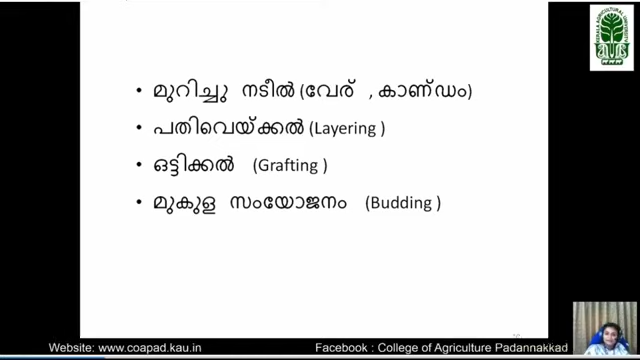 • മുറിച്ചു നടീൽ (വേര് , കാണ്ഡം)
• പതിവെയ്ക്കൽ (Layering )
• ഒട്ടിക്കൽ (Grafting )
• മുകുള സംയോജനം (Budding )
Website: www.coapad.kau.in Facebook : College of Agriculture Padannakkad